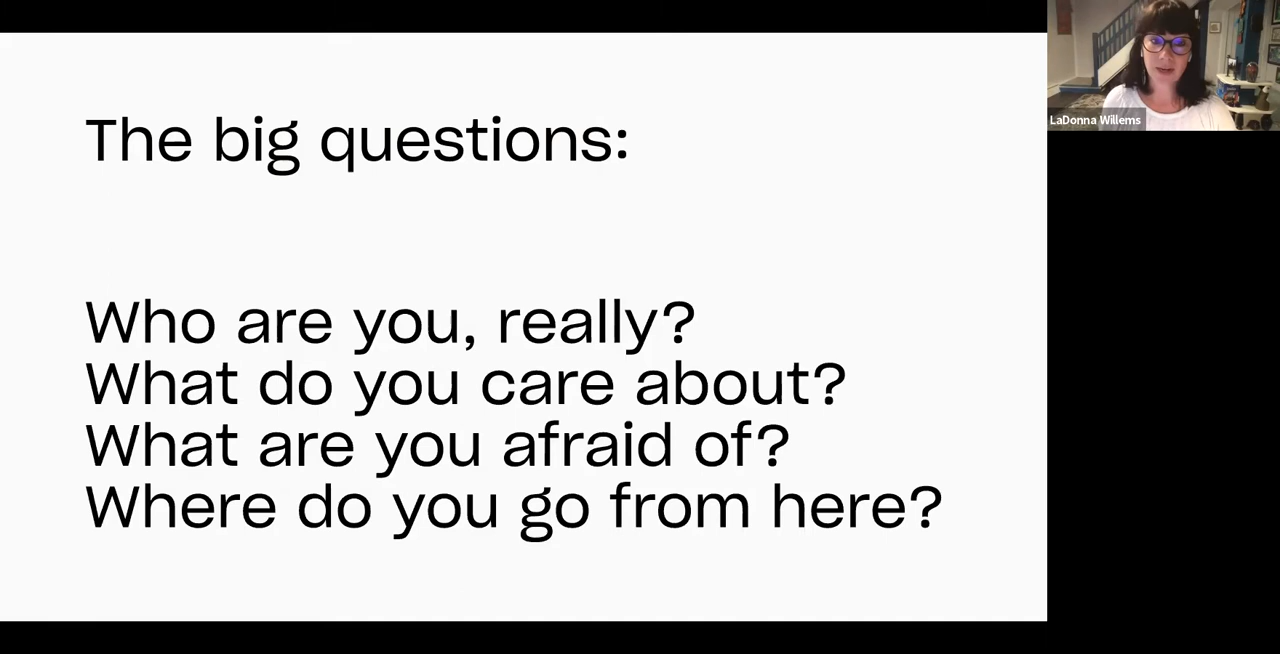 The big questions:
Who are you, really?
What do you care about?
What are you afraid of?
Where do you go from here?
LaDonna Willems